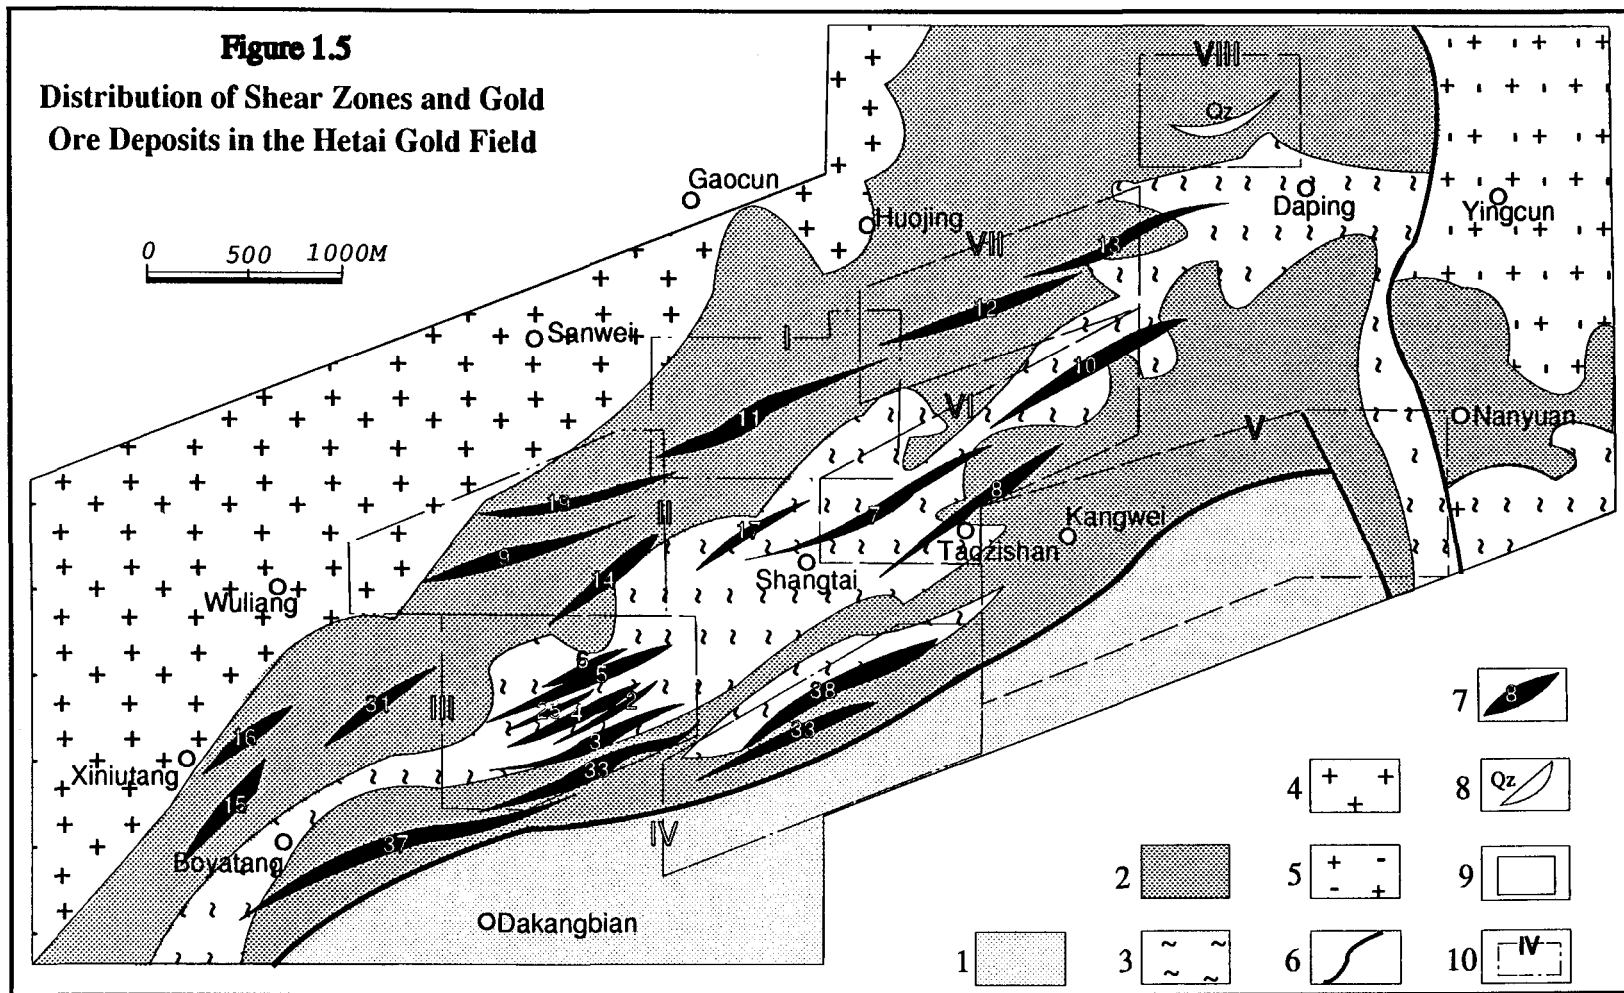 Figure 1.5
Distribution of Shear Zones and Gold
Ore Deposits in the Hetai Gold Field
0 500 1000M
VIII
Qz
Gaocun
Huojing
Daping
Yingcun
VII
13
12
Sanwei
I
10
11
VI
V
Nanyuan
19
II
8
7
17
Kangwei
Taozishan
9
Shangtai
14
Wuliang
6
5
38
31
III
25
4
2
7
8
16
3
33
33
Xiniutang
4
8
Qz
15
IV
37
Boyatang
2
5
9
Dakangbian
1
3
6
10
IV